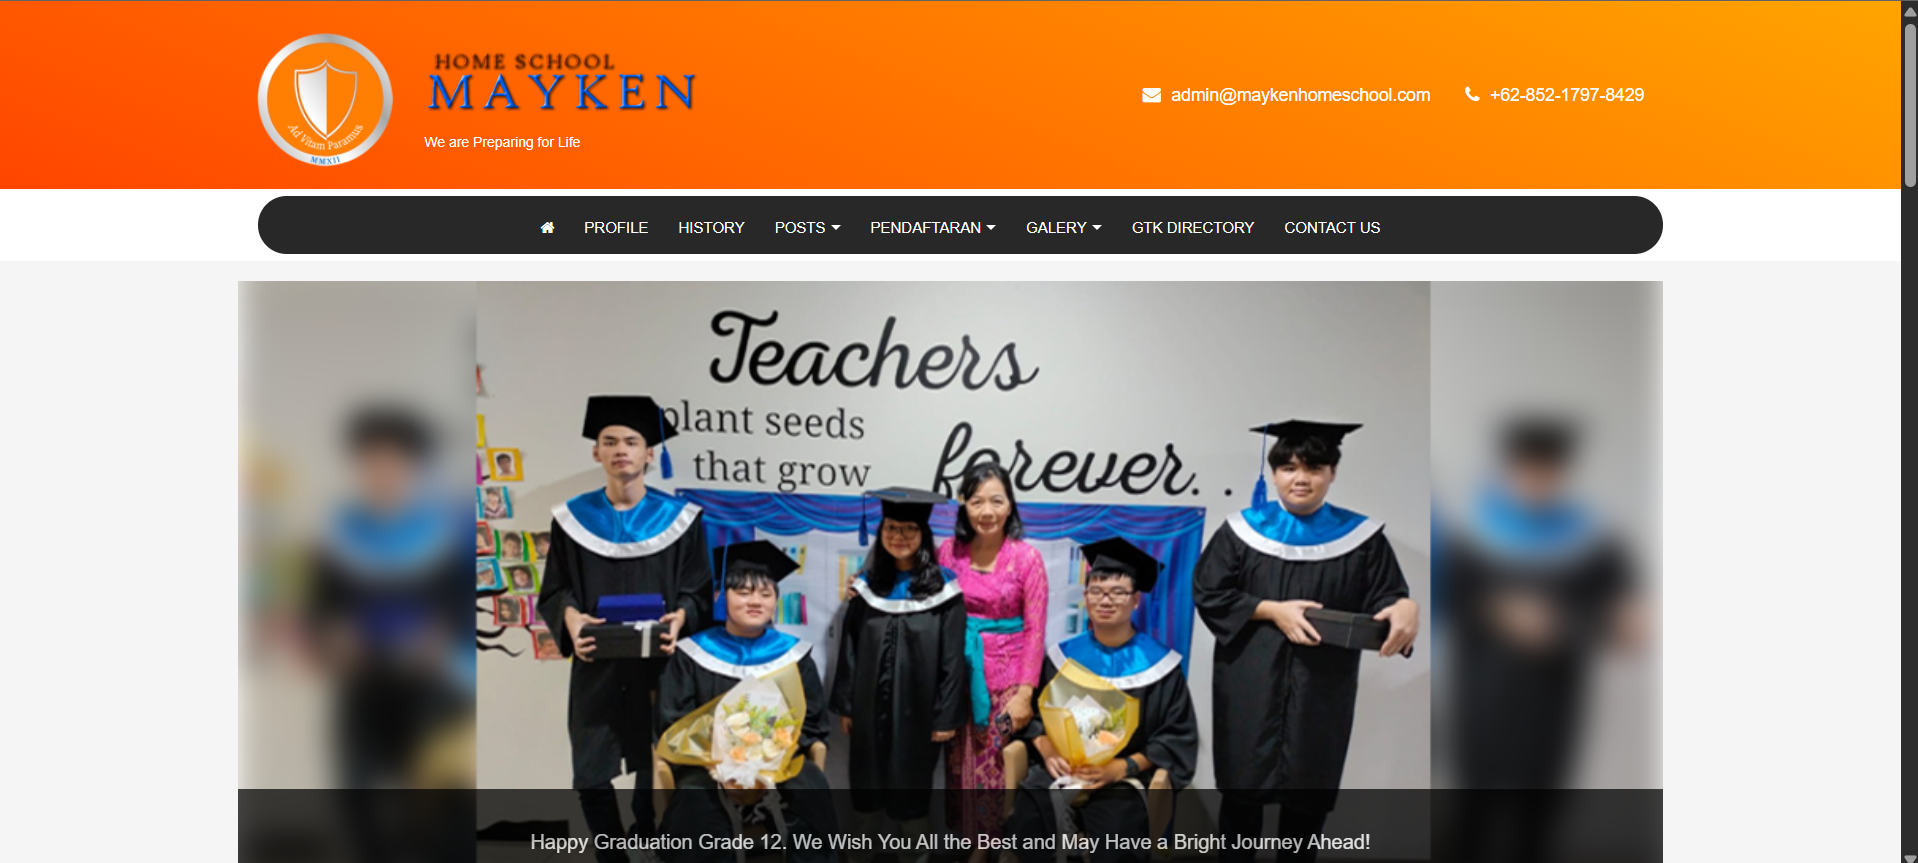 HOME SCHOOL
MAYKEN
We are Preparing for Life
Ad Vitam Paramus
MMXII
admin@maykenhomeschool.com
+62-852-1797-8429
PROFILE HISTORY POSTS PENDAFTARAN GALERY GTK DIRECTORY CONTACT US
Teachers
plant seeds
that grow
forever. . .
Happy Graduation Grade 12. We Wish You All the Best and May Have a Bright Journey Ahead!